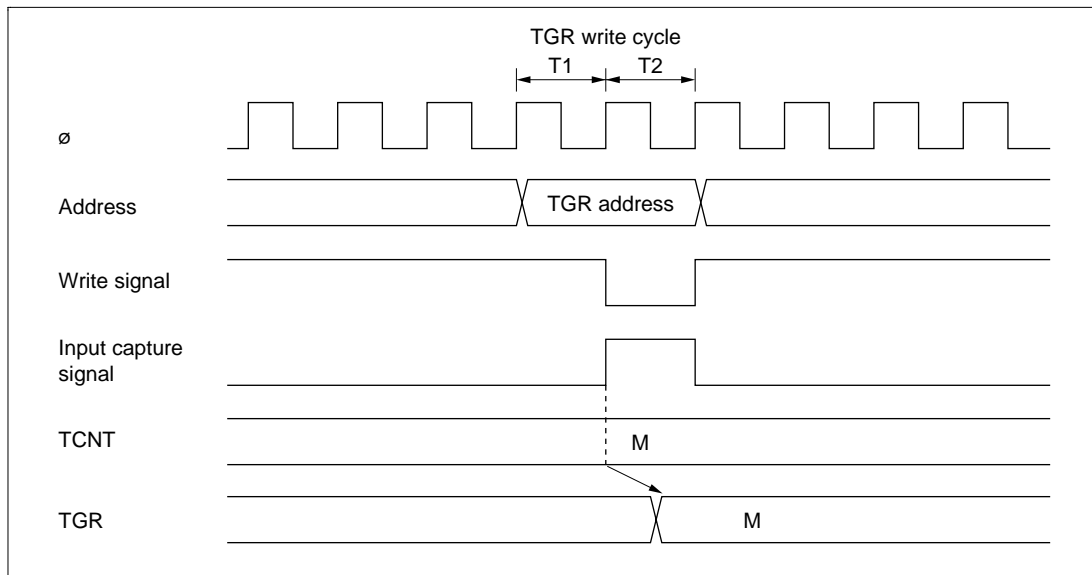 TGR write cycle
T1 T2
ø
Address TGR address
Write signal
Input capture
signal
TCNT M
TGR M